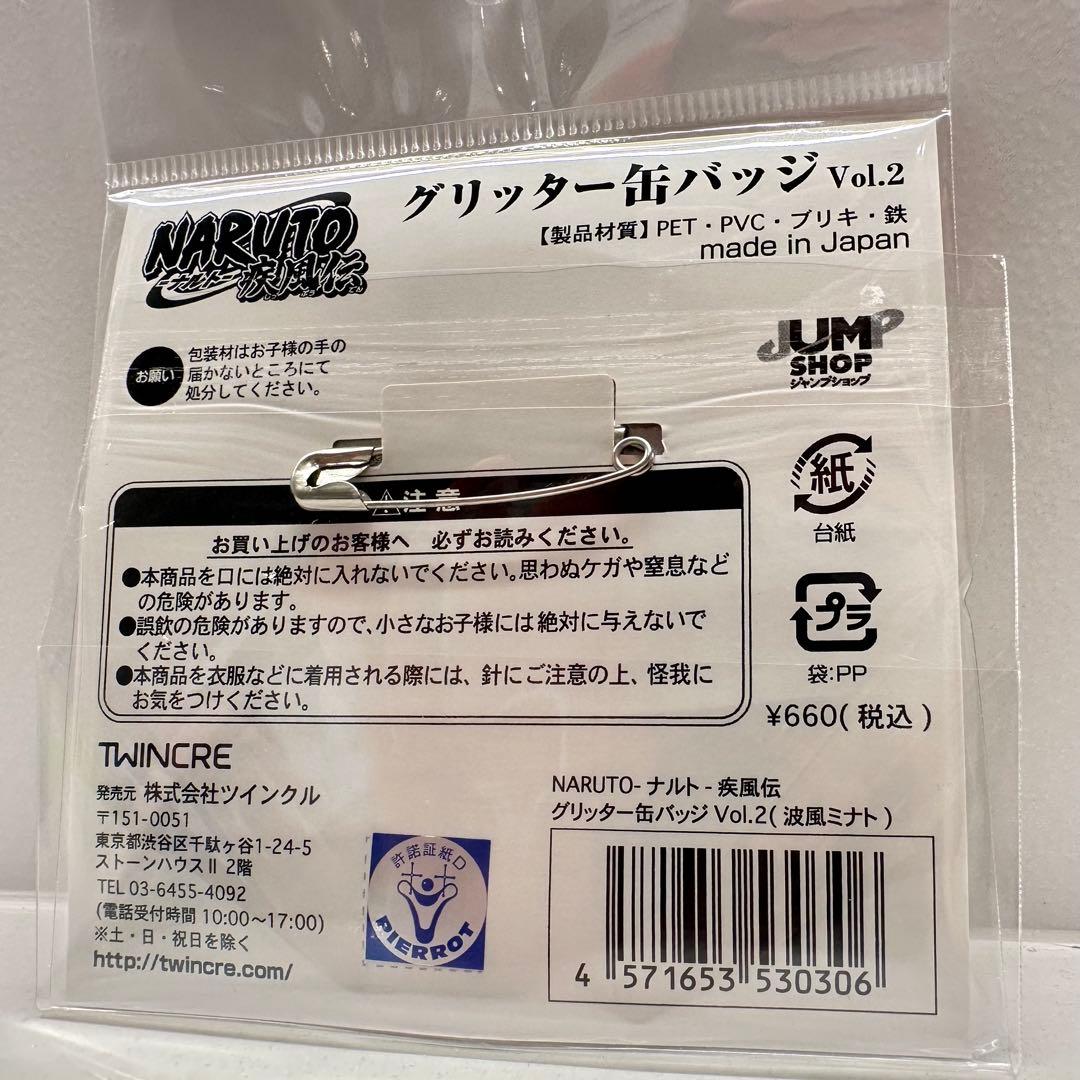 グリッター缶バッジ Vol.2
【製品材質】PET・PVC・ブリキ・鉄
made in Japan
NARUTO
-ナルト-
疾風伝
しっぷうでん
お願い
包装材はお子様の手の
届かないところにて
処分してください。
JUMP
SHOP
ジャンプショップ
紙
台紙
プラ
袋:PP
¥660(税込)
⚠注意
お買い上げのお客様へ 必ずお読みください。
●本商品を口には絶対に入れないでください。思わぬケガや窒息など
の危険があります。
●誤飲の危険がありますので、小さなお子様には絶対に与えないで
ください。
●本商品を衣服などに着用される際には、針にご注意の上、怪我に
お気をつけください。
TWINCRE
発売元 株式会社ツインクル
〒151-0051
東京都渋谷区千駄ヶ谷1-24-5
ストーンハウスⅡ 2階
TEL 03-6455-4092
(電話受付時間 10:00～17:00)
※土・日・祝日を除く
http://twincre.com/
許諾証紙D
PIERROT
NARUTO-ナルト-疾風伝
グリッター缶バッジ Vol.2(波風ミナト)
4 571653 530306